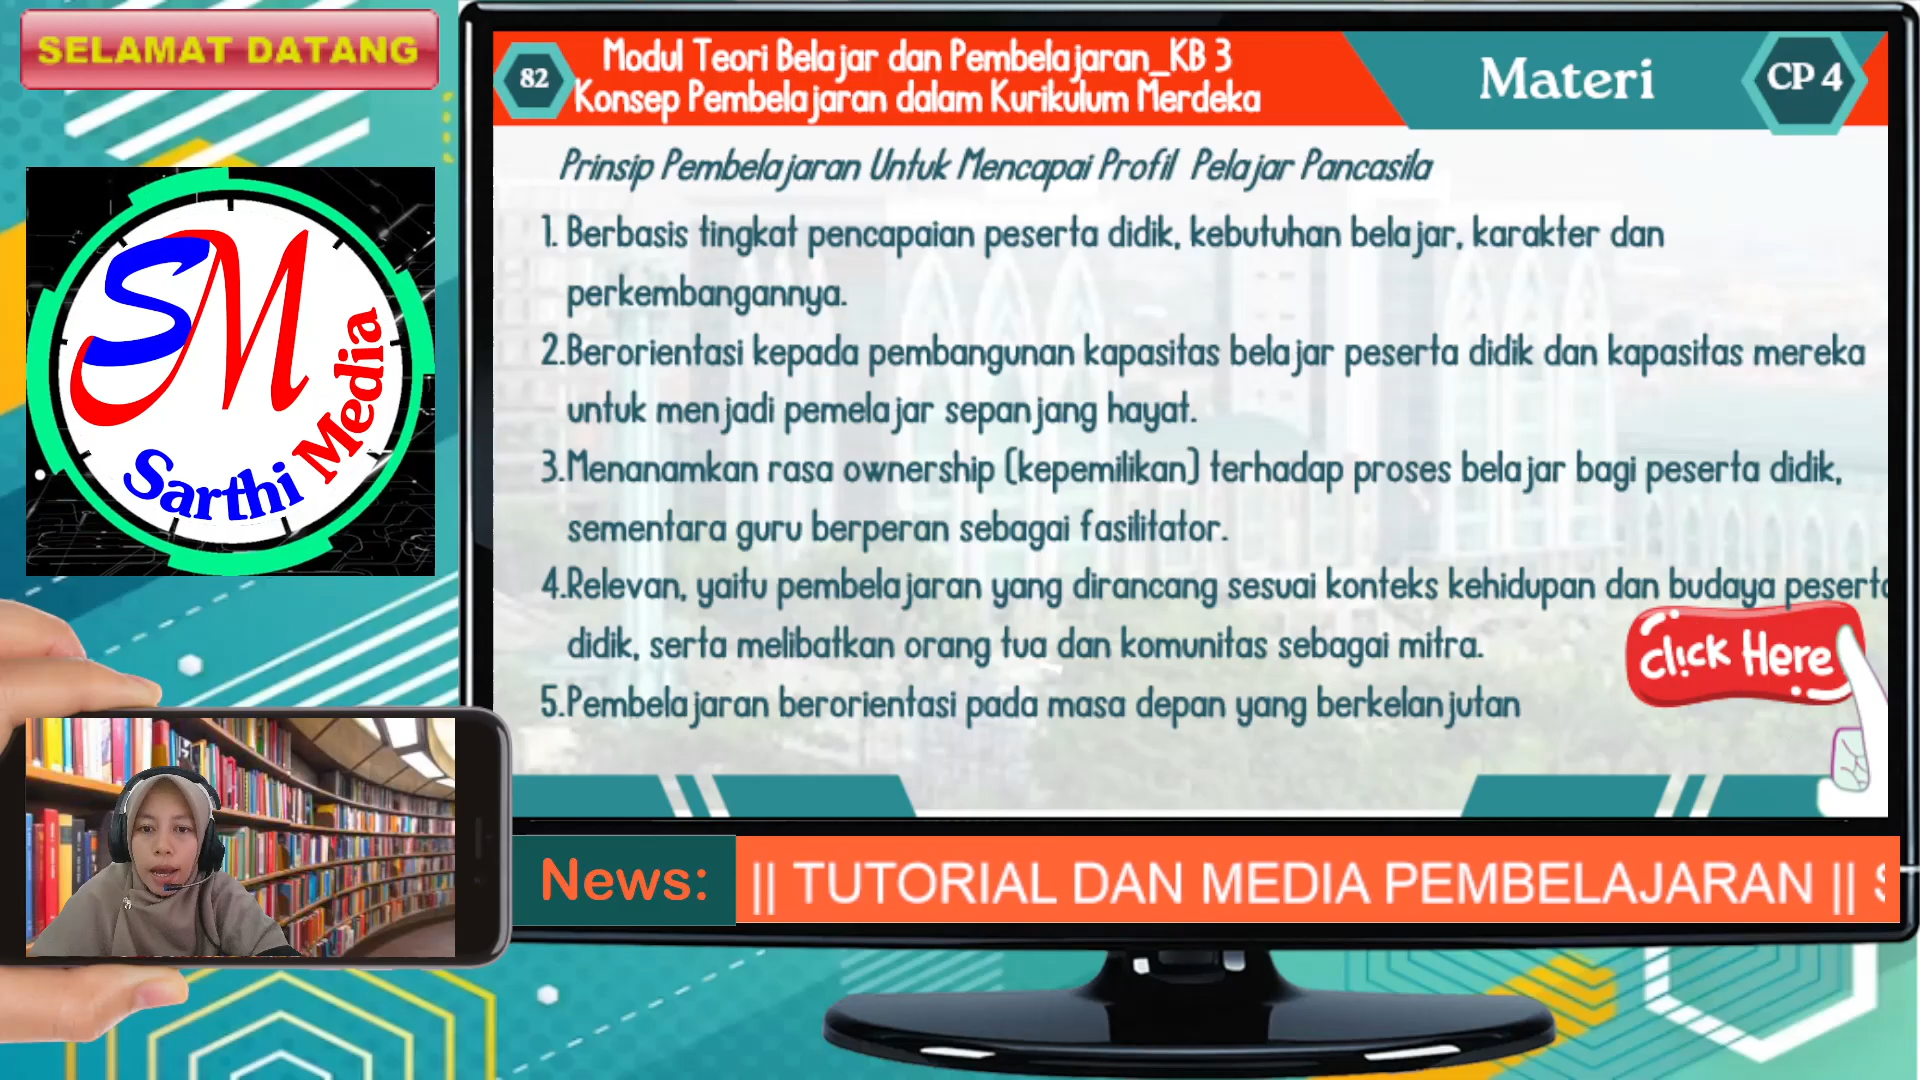 SELAMAT DATANG
SM
Sarthi Media
82
Modul Teori Belajar dan Pembelajaran_KB 3
Konsep Pembelajaran dalam Kurikulum Merdeka
Materi
CP 4
Prinsip Pembelajaran Untuk Mencapai Profil Pelajar Pancasila
1. Berbasis tingkat pencapaian peserta didik, kebutuhan belajar, karakter dan
perkembangannya.
2.Berorientasi kepada pembangunan kapasitas belajar peserta didik dan kapasitas mereka
untuk menjadi pemelajar sepanjang hayat.
3.Menanamkan rasa ownership (kepemilikan) terhadap proses belajar bagi peserta didik,
sementara guru berperan sebagai fasilitator.
4.Relevan, yaitu pembelajaran yang dirancang sesuai konteks kehidupan dan budaya peserta
didik, serta melibatkan orang tua dan komunitas sebagai mitra.
5.Pembelajaran berorientasi pada masa depan yang berkelanjutan
click Here
News:
|| TUTORIAL DAN MEDIA PEMBELAJARAN || S